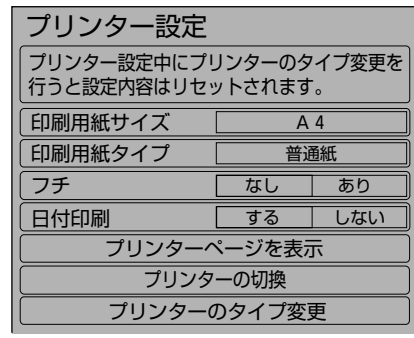 プリンター設定
プリンター設定中にプリンターのタイプ変更を
行うと設定内容はリセットされます。
印刷用紙サイズ A4
印刷用紙タイプ 普通紙
フチ なし あり
日付印刷 する しない
プリンターページを表示
プリンターの切換
プリンターのタイプ変更